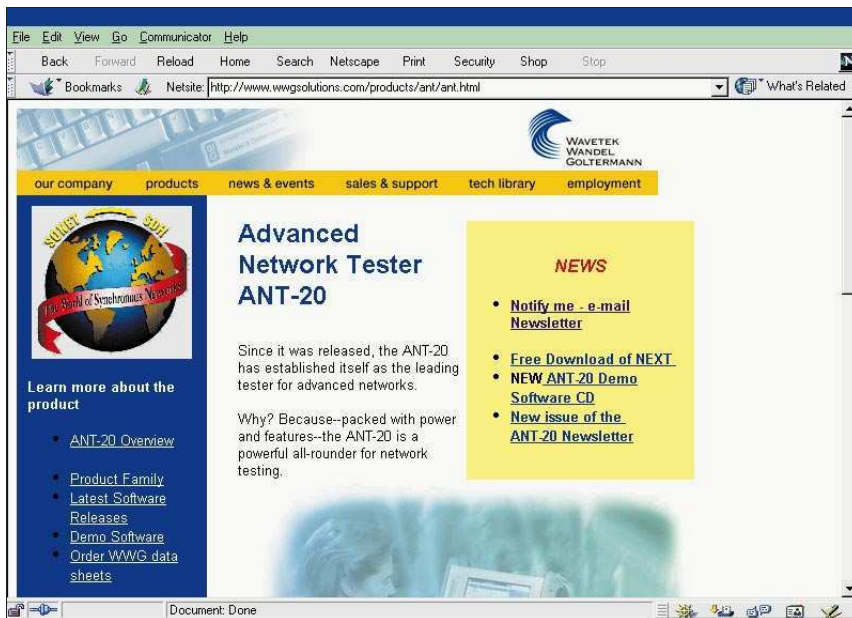 File Edit View Go Communicator Help
Back Forward Reload Home Search Netscape Print Security Shop Stop
Bookmarks Netsite: http://www.wwgsolutions.com/products/ant/ant.html What's Related
WAVETEK
WANDEL
GOLTERMANN
our company products news & events sales & support tech library employment
SONET SDH
The World of Synchronous Networks
Learn more about the
product
ANT-20 Overview
Product Family
Latest Software
Releases
Demo Software
Order WWG data
sheets
Advanced
Network Tester
ANT-20
Since it was released, the ANT-20
has established itself as the leading
tester for advanced networks.
Why? Because--packed with power
and features--the ANT-20 is a
powerful all-rounder for network
testing.
NEWS
Notify me - e-mail
Newsletter
Free Download of NEXT
NEW ANT-20 Demo
Software CD
New issue of the
ANT-20 Newsletter
Document: Done